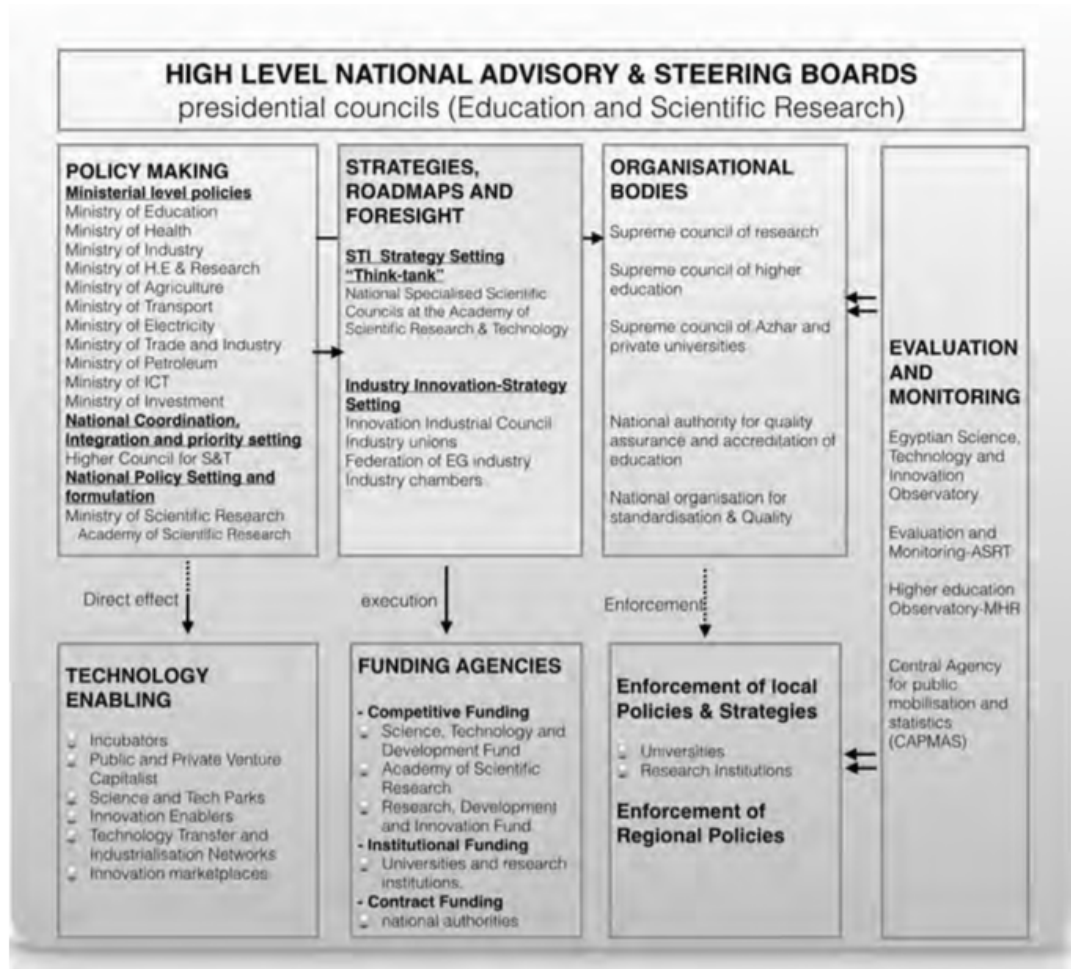 HIGH LEVEL NATIONAL ADVISORY & STEERING BOARDS
presidential councils (Education and Scientific Research)
POLICY MAKING
Ministerial level policies
Ministry of Education
Ministry of Health
Ministry of Industry
Ministry of H.E & Research
Ministry of Agriculture
Ministry of Transport
Ministry of Electricity
Ministry of Trade and Industry
Ministry of Petroleum
Ministry of ICT
Ministry of Investment
National Coordination,
Integration and priority setting
Higher Council for S&T
National Policy Setting and
formulation
Ministry of Scientific Research
Academy of Scientific Research
STRATEGIES,
ROADMAPS AND
FORESIGHT
STI Strategy Setting
"Think-tank"
National Specialised Scientific
Councils at the Academy of
Scientific Research & Technology
Industry Innovation-Strategy
Setting
Innovation Industrial Council
Industry unions
Federation of EG industry
Industry chambers
ORGANISATIONAL
BODIES
Supreme council of research
Supreme council of higher
education
Supreme council of Azhar and
private universities
National authority for quality
assurance and accreditation of
education
National organisation for
standardisation & Quality
EVALUATION
AND
MONITORING
Egyptian Science,
Technology and
Innovation
Observatory
Evaluation and
Monitoring-ASRT
Higher education
Observatory-MHR
Central Agency
for public
mobilisation and
statistics
(CAPMAS)
Direct effect
execution
Enforcement
TECHNOLOGY
ENABLING
Incubators
Public and Private Venture
Capitalist
Science and Tech Parks
Innovation Enablers
Technology Transfer and
Industrialisation Networks
Innovation marketplaces
FUNDING AGENCIES
- Competitive Funding
Science, Technology and
Development Fund
Academy of Scientific
Research
Research, Development
and Innovation Fund
- Institutional Funding
Universities and research
institutions.
- Contract Funding
national authorities
Enforcement of local
Policies & Strategies
Universities
Research Institutions
Enforcement of
Regional Policies